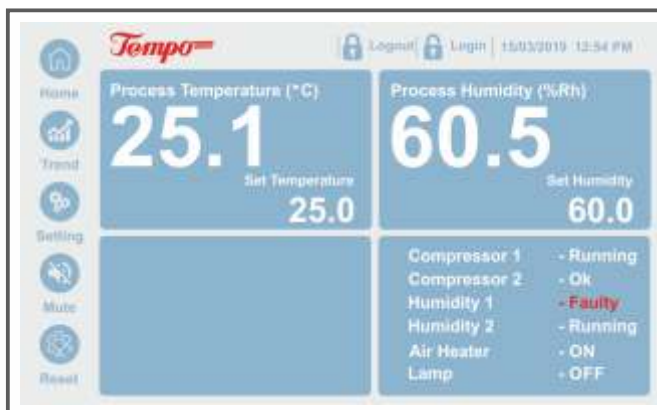 Tempo
Logout Login 15/03/2019 12:54 PM
Home
Trend
Setting
Mute
Reset
Process Temperature (°C)
25.1
Set Temperature
25.0
Process Humidity (%Rh)
60.5
Set Humidity
60.0
Compressor 1 - Running
Compressor 2 - Ok
Humidity 1 - Faulty
Humidity 2 - Running
Air Heater - ON
Lamp - OFF